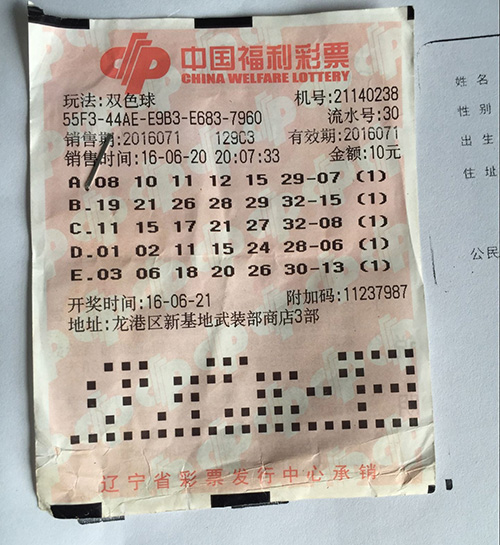 中国福利彩票
CHINA WELFARE LOTTERY
玩法:双色球 机号:21140238
55F3-44AE-E9B3-E683-7960 流水号:30
销售期:2016071 129C3 有效期:2016071
销售时间:16-06-20 20:07:33 金额:10元
A.08 10 11 12 15 29-07 (1)
B.19 21 26 28 29 32-15 (1)
C.11 15 17 21 27 32-08 (1)
D.01 02 11 15 24 28-06 (1)
E.03 06 18 20 26 30-13 (1)
开奖时间:16-06-21 附加码:11237987
地址:龙港区新基地武装部商店3部
辽宁省彩票发行中心承销
姓 名
性 别
出 生
住 址
公民